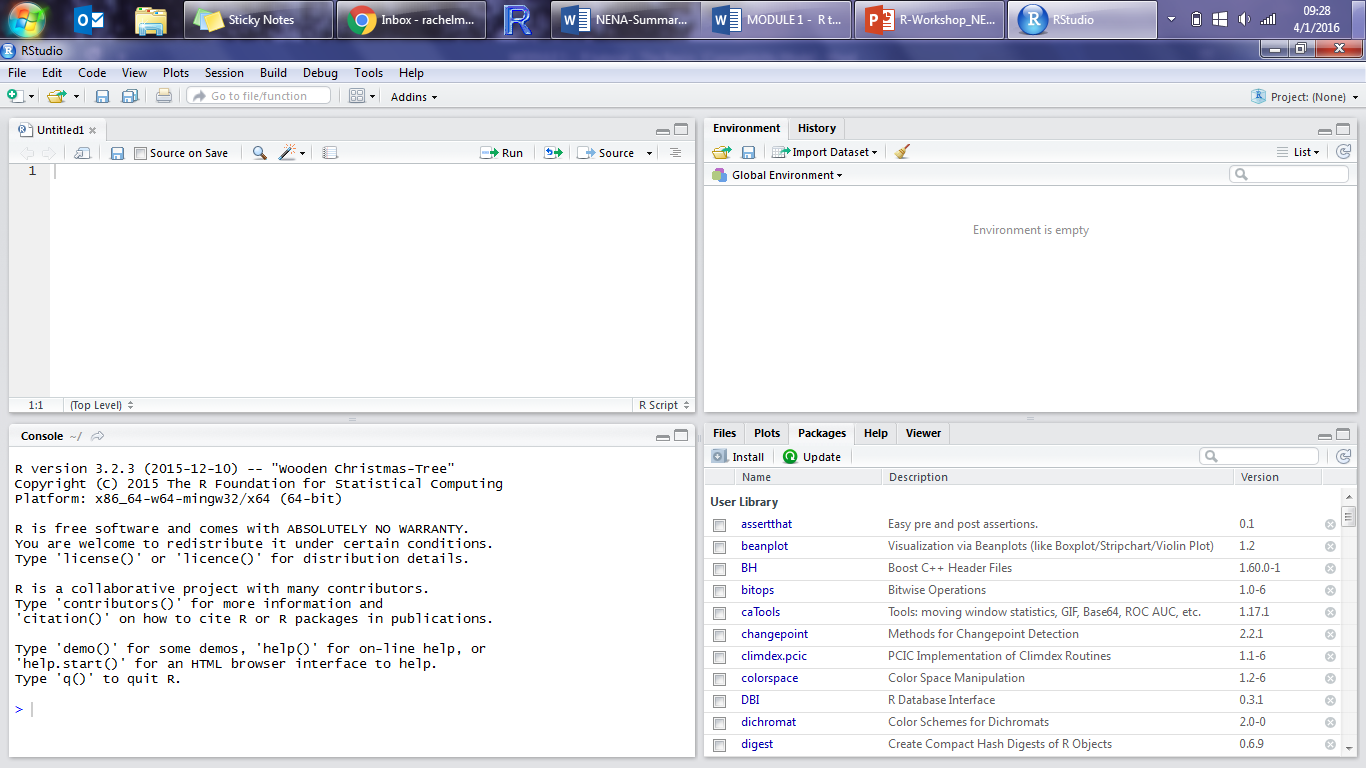 Sticky Notes
Inbox - rachelm...
NENA-Summar...
MODULE 1 - R t...
R-Workshop_NE...
RStudio
09:28
4/1/2016
RStudio
File Edit Code View Plots Session Build Debug Tools Help
Go to file/function
Addins
Project: (None)
Untitled1
Source on Save
Run
Source
1
1:1
(Top Level)
R Script
Console ~/
R version 3.2.3 (2015-12-10) -- "Wooden Christmas-Tree"
Copyright (C) 2015 The R Foundation for Statistical Computing
Platform: x86_64-w64-mingw32/x64 (64-bit)
R is free software and comes with ABSOLUTELY NO WARRANTY.
You are welcome to redistribute it under certain conditions.
Type 'license()' or 'licence()' for distribution details.
R is a collaborative project with many contributors.
Type 'contributors()' for more information and
'citation()' on how to cite R or R packages in publications.
Type 'demo()' for some demos, 'help()' for on-line help, or
'help.start()' for an HTML browser interface to help.
Type 'q()' to quit R.
>
Environment History
Import Dataset
List
Global Environment
Environment is empty
Files Plots Packages Help Viewer
Install Update
Name Description Version
User Library
assertthat Easy pre and post assertions. 0.1
beanplot Visualization via Beanplots (like Boxplot/Stripchart/Violin Plot) 1.2
BH Boost C++ Header Files 1.60.0-1
bitops Bitwise Operations 1.0-6
caTools Tools: moving window statistics, GIF, Base64, ROC AUC, etc. 1.17.1
changepoint Methods for Changepoint Detection 2.2.1
climdex.pcic PCIC Implementation of Climdex Routines 1.1-6
colorspace Color Space Manipulation 1.2-6
DBI R Database Interface 0.3.1
dichromat Color Schemes for Dichromats 2.0-0
digest Create Compact Hash Digests of R Objects 0.6.9